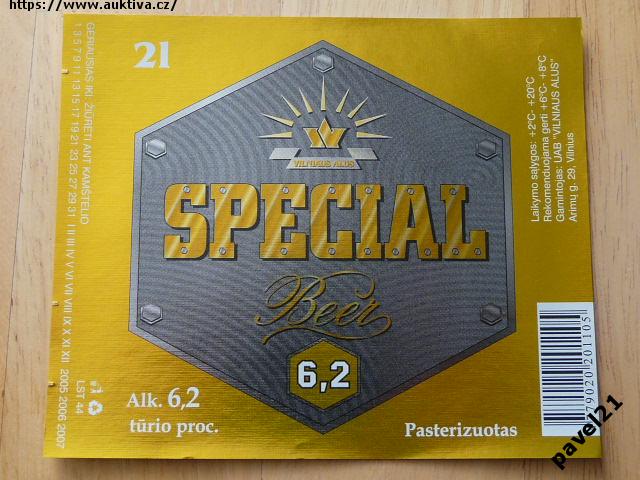 https://www.auktiva.cz/
2l
VILNIAUS ALUS
SPECIAL
Beer
6,2
Alk. 6,2
tūrio proc.
Pasterizuotas
GERIAUSIAS IKI: ŽIŪRĖTI ANT KAMŠTELIO
1 3 5 7 9 11 13 15 17 19 21 23 25 27 29 31 I II III IV V VI VII VIII IX X XI XII 2005 2006 2007
LST 44
Laikymo sąlygos: +2°C- +20°C
Rekomenduojama gerti +6°C- +8°C
Gamintojas: UAB "VILNIAUS ALUS"
Arimų g. 29, Vilnius
79020 201105
pavel21